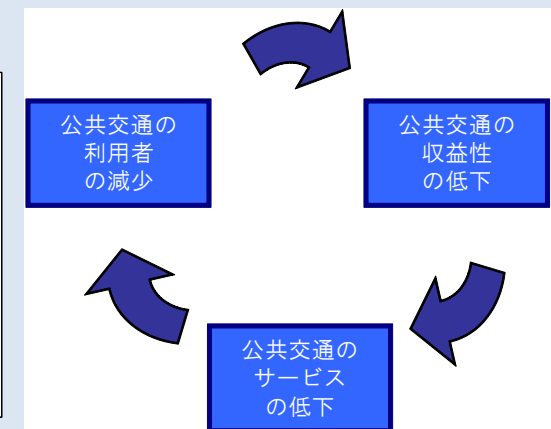 公共交通の
利用者
の減少
公共交通の
収益性
の低下
公共交通の
サービス
の低下